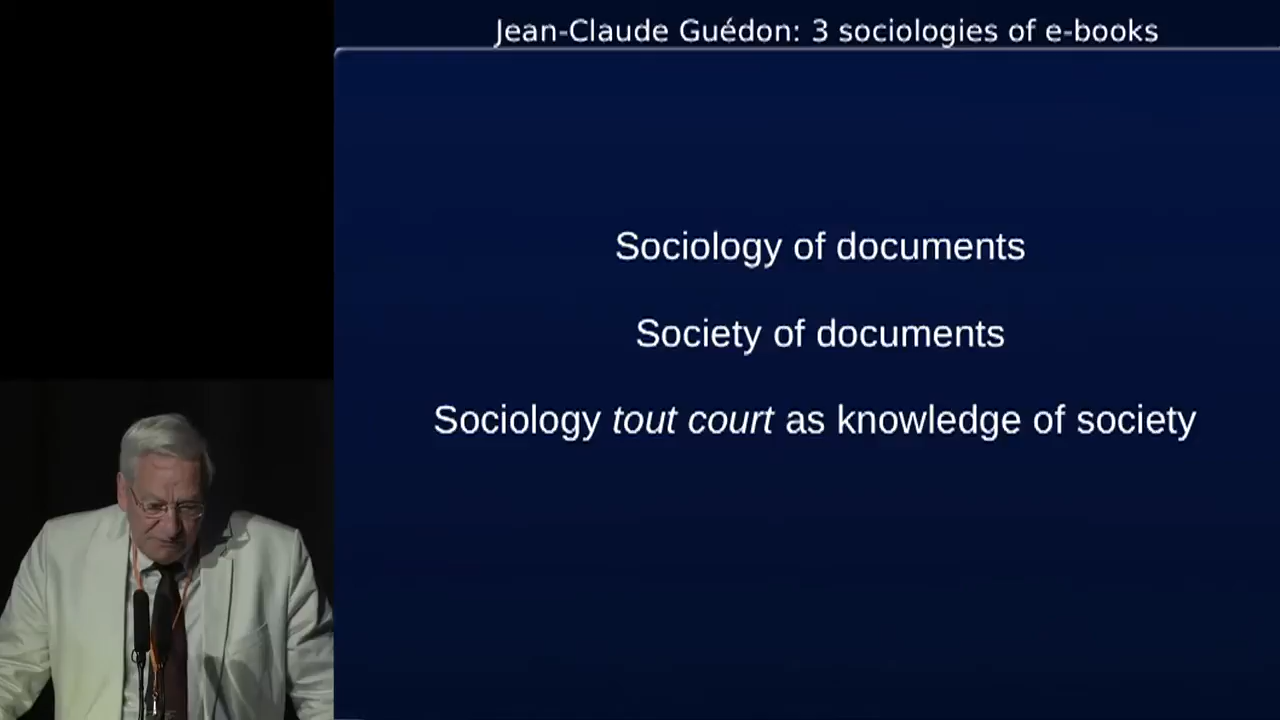 Jean-Claude Guédon: 3 sociologies of e-books
Sociology of documents
Society of documents
Sociology tout court as knowledge of society